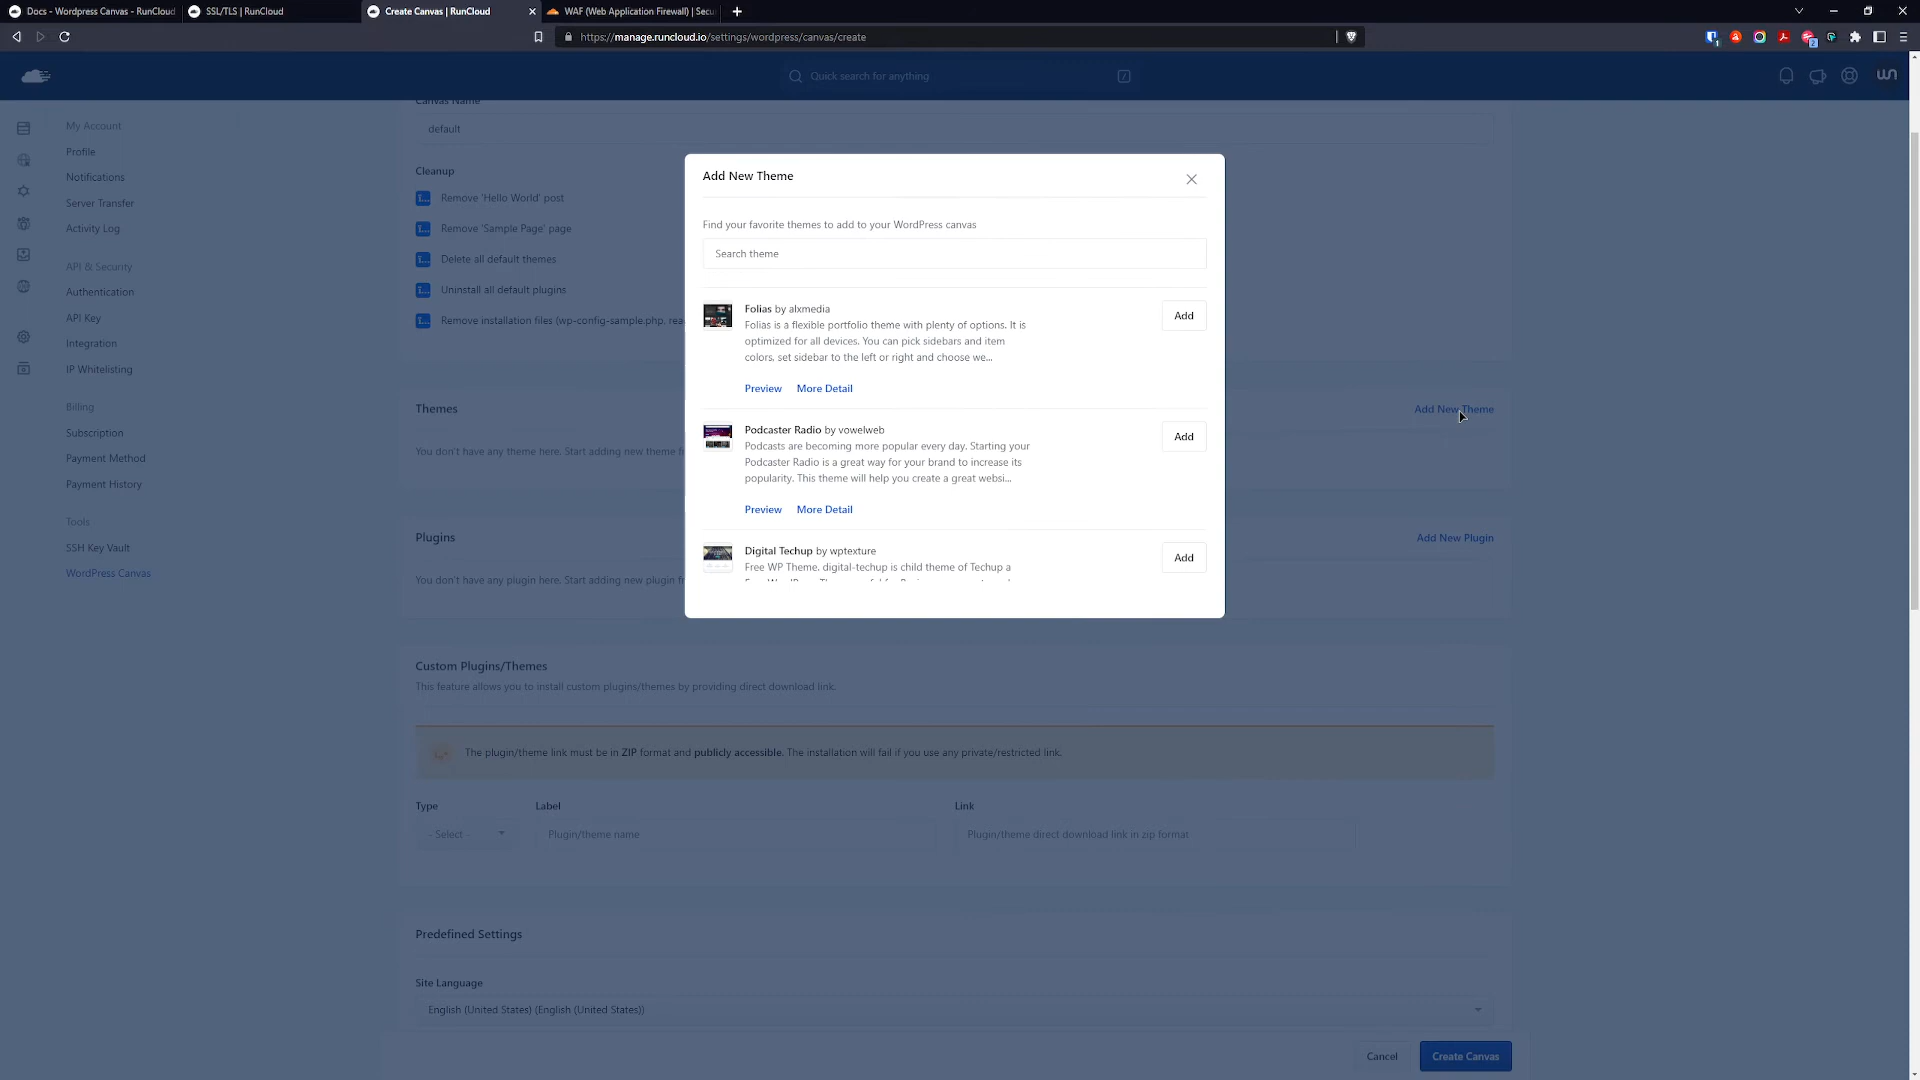 Docs - Wordpress Canvas - RunCloud
SSL/TLS | RunCloud
Create Canvas | RunCloud
WAF (Web Application Firewall) | Secu
https://manage.runcloud.io/settings/wordpress/canvas/create
Quick search for anything
Canvas Name
default
My Account
Profile
Notifications
Server Transfer
Activity Log
API & Security
Authentication
API Key
Integration
IP Whitelisting
Billing
Subscription
Payment Method
Payment History
Tools
SSH Key Vault
WordPress Canvas
Cleanup
Remove 'Hello World' post
Remove 'Sample Page' page
Delete all default themes
Uninstall all default plugins
Remove installation files (wp-config-sample.php, rea
Themes
Add New Theme
You don't have any theme here. Start adding new theme f
Plugins
Add New Plugin
You don't have any plugin here. Start adding new plugin f
Add New Theme
Find your favorite themes to add to your WordPress canvas
Search theme
Folias by alxmedia
Add
Folias is a flexible portfolio theme with plenty of options. It is
optimized for all devices. You can pick sidebars and item
colors, set sidebar to the left or right and choose we...
Preview More Detail
Podcaster Radio by vowelweb
Add
Podcasts are becoming more popular every day. Starting your
Podcaster Radio is a great way for your brand to increase its
popularity. This theme will help you create a great websi...
Preview More Detail
Digital Techup by wptexture
Add
Free WP Theme. digital-techup is child theme of Techup a
Custom Plugins/Themes
This feature allows you to install custom plugins/themes by providing direct download link.
The plugin/theme link must be in ZIP format and publicly accessible. The installation will fail if you use any private/restricted link.
Type Label Link
- Select - Plugin/theme name Plugin/theme direct download link in zip format
Predefined Settings
Site Language
English (United States) (English (United States))
Cancel Create Canvas